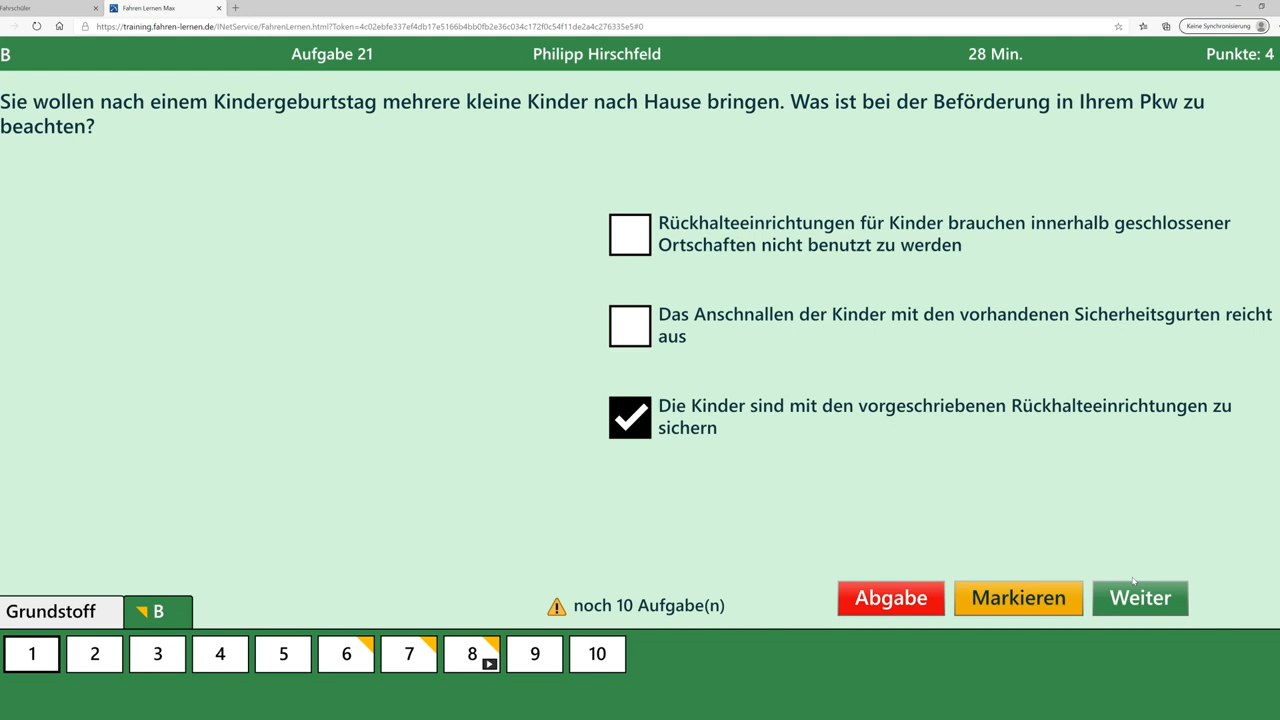 Fahrschüler
Fahren Lernen Max
https://training.fahren-lernen.de/INetService/FahrenLernen.html?Token=4c02ebfe337ef4db17e5166b4bb0fb2e36c034c172f0c54f11de2a4c276335e5#0
Keine Synchronisierung
B
Aufgabe 21
Philipp Hirschfeld
28 Min.
Punkte: 4
Sie wollen nach einem Kindergeburtstag mehrere kleine Kinder nach Hause bringen. Was ist bei der Beförderung in Ihrem Pkw zu
beachten?
Rückhalteeinrichtungen für Kinder brauchen innerhalb geschlossener
Ortschaften nicht benutzt zu werden
Das Anschnallen der Kinder mit den vorhandenen Sicherheitsgurten reicht
aus
Die Kinder sind mit den vorgeschriebenen Rückhalteeinrichtungen zu
sichern
Grundstoff
B
noch 10 Aufgabe(n)
Abgabe
Markieren
Weiter
1 2 3 4 5 6 7 8 9 10